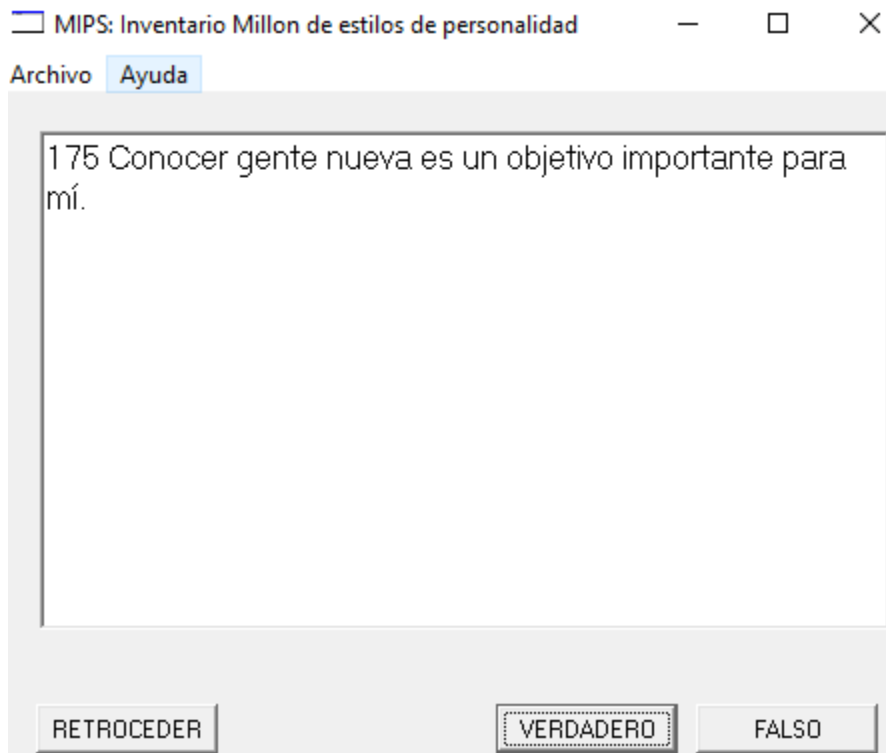 MIPS: Inventario Millon de estilos de personalidad
Archivo Ayuda
175 Conocer gente nueva es un objetivo importante para
mí.
RETROCEDER VERDADERO FALSO